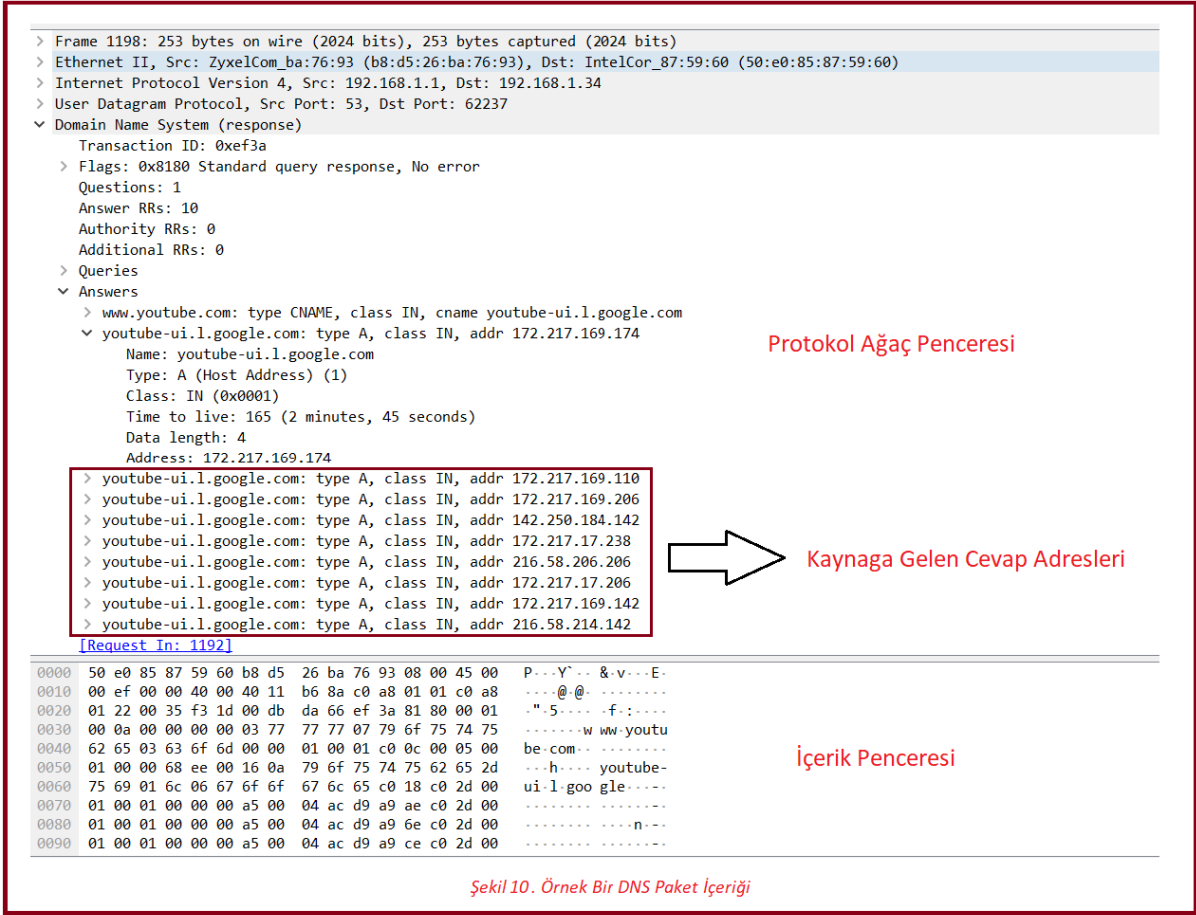 > Frame 1198: 253 bytes on wire (2024 bits), 253 bytes captured (2024 bits)
> Ethernet II, Src: ZyxelCom_ba:76:93 (b8:d5:26:ba:76:93), Dst: IntelCor_87:59:60 (50:e0:85:87:59:60)
> Internet Protocol Version 4, Src: 192.168.1.1, Dst: 192.168.1.34
> User Datagram Protocol, Src Port: 53, Dst Port: 62237
Domain Name System (response)
Transaction ID: 0xef3a
> Flags: 0x8180 Standard query response, No error
Questions: 1
Answer RRs: 10
Authority RRs: 0
Additional RRs: 0
> Queries
Answers
> www.youtube.com: type CNAME, class IN, cname youtube-ui.l.google.com
youtube-ui.l.google.com: type A, class IN, addr 172.217.169.174
Name: youtube-ui.l.google.com
Type: A (Host Address) (1)
Class: IN (0x0001)
Time to live: 165 (2 minutes, 45 seconds)
Data length: 4
Address: 172.217.169.174
> youtube-ui.l.google.com: type A, class IN, addr 172.217.169.110
> youtube-ui.l.google.com: type A, class IN, addr 172.217.169.206
> youtube-ui.l.google.com: type A, class IN, addr 142.250.184.142
> youtube-ui.l.google.com: type A, class IN, addr 172.217.17.238
> youtube-ui.l.google.com: type A, class IN, addr 216.58.206.206
> youtube-ui.l.google.com: type A, class IN, addr 172.217.17.206
> youtube-ui.l.google.com: type A, class IN, addr 172.217.169.142
> youtube-ui.l.google.com: type A, class IN, addr 216.58.214.142
[Request In: 1192]
Protokol Ağaç Penceresi
Kaynaga Gelen Cevap Adresleri
0000 50 e0 85 87 59 60 b8 d5 26 ba 76 93 08 00 45 00 P···Y`·· &·v···E·
0010 00 ef 00 00 40 00 40 11 b6 8a c0 a8 01 01 c0 a8 ····@·@· ········
0020 01 22 00 35 f3 1d 00 db da 66 ef 3a 81 80 00 01 ·"·5···· ·f·:····
0030 00 0a 00 00 00 00 03 77 77 77 07 79 6f 75 74 75 ·······w ww·youtu
0040 62 65 03 63 6f 6d 00 00 01 00 01 c0 0c 00 05 00 be·com·· ········
0050 01 00 00 68 ee 00 16 0a 79 6f 75 74 75 62 65 2d ···h···· youtube-
0060 75 69 01 6c 06 67 6f 6f 67 6c 65 c0 18 c0 2d 00 ui·l·goo gle···-·
0070 01 00 01 00 00 00 a5 00 04 ac d9 a9 ae c0 2d 00 ········ ······-·
0080 01 00 01 00 00 00 a5 00 04 ac d9 a9 6e c0 2d 00 ········ ····n·-·
0090 01 00 01 00 00 00 a5 00 04 ac d9 a9 ce c0 2d 00 ········ ······-·
İçerik Penceresi
Şekil 10. Örnek Bir DNS Paket İçeriği